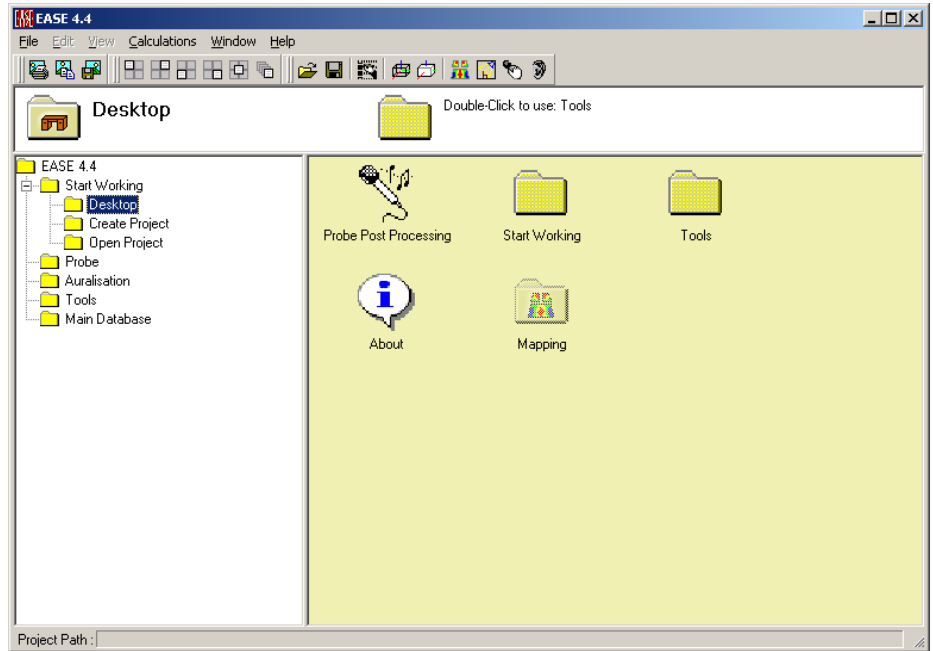 EASE 4.4
File Edit View Calculations Window Help
Desktop
Double-Click to use: Tools
EASE 4.4
Start Working
Desktop
Create Project
Open Project
Probe
Auralisation
Tools
Main Database
Probe Post Processing
Start Working
Tools
About
Mapping
Project Path :